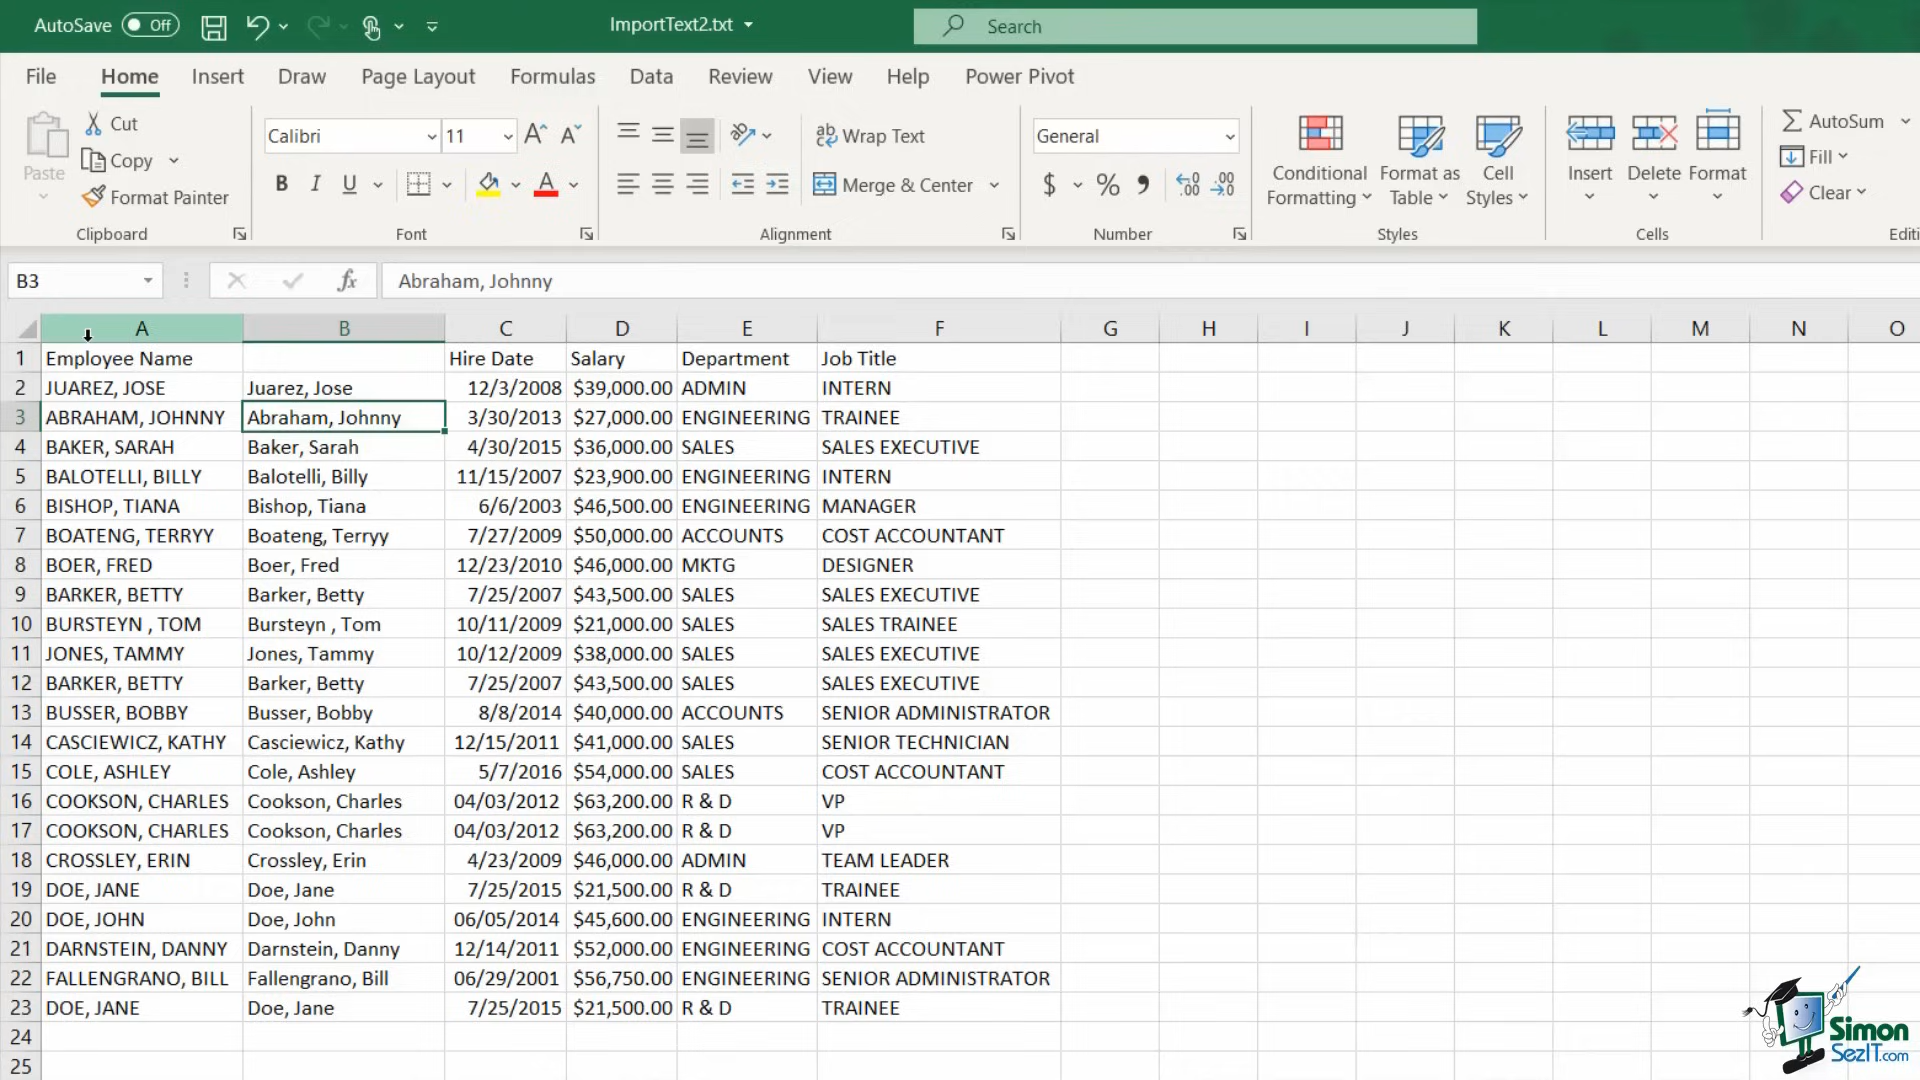 AutoSave Off ImportText2.txt Search
File Home Insert Draw Page Layout Formulas Data Review View Help Power Pivot
Paste Cut Copy Format Painter Clipboard
Calibri 11 B I U A Font
ab Wrap Text Merge & Center Alignment
General $ % , .00 .00 Number
Conditional Formatting Format as Table Cell Styles Styles
Insert Delete Format Cells
AutoSum Fill Clear Editi
B3 fx Abraham, Johnny
A B C D E F G H I J K L M N O
1 Employee Name Hire Date Salary Department Job Title
2 JUAREZ, JOSE Juarez, Jose 12/3/2008 $39,000.00 ADMIN INTERN
3 ABRAHAM, JOHNNY Abraham, Johnny 3/30/2013 $27,000.00 ENGINEERING TRAINEE
4 BAKER, SARAH Baker, Sarah 4/30/2015 $36,000.00 SALES SALES EXECUTIVE
5 BALOTELLI, BILLY Balotelli, Billy 11/15/2007 $23,900.00 ENGINEERING INTERN
6 BISHOP, TIANA Bishop, Tiana 6/6/2003 $46,500.00 ENGINEERING MANAGER
7 BOATENG, TERRYY Boateng, Terryy 7/27/2009 $50,000.00 ACCOUNTS COST ACCOUNTANT
8 BOER, FRED Boer, Fred 12/23/2010 $46,000.00 MKTG DESIGNER
9 BARKER, BETTY Barker, Betty 7/25/2007 $43,500.00 SALES SALES EXECUTIVE
10 BURSTEYN , TOM Bursteyn , Tom 10/11/2009 $21,000.00 SALES SALES TRAINEE
11 JONES, TAMMY Jones, Tammy 10/12/2009 $38,000.00 SALES SALES EXECUTIVE
12 BARKER, BETTY Barker, Betty 7/25/2007 $43,500.00 SALES SALES EXECUTIVE
13 BUSSER, BOBBY Busser, Bobby 8/8/2014 $40,000.00 ACCOUNTS SENIOR ADMINISTRATOR
14 CASCIEWICZ, KATHY Casciewicz, Kathy 12/15/2011 $41,000.00 SALES SENIOR TECHNICIAN
15 COLE, ASHLEY Cole, Ashley 5/7/2016 $54,000.00 SALES COST ACCOUNTANT
16 COOKSON, CHARLES Cookson, Charles 04/03/2012 $63,200.00 R & D VP
17 COOKSON, CHARLES Cookson, Charles 04/03/2012 $63,200.00 R & D VP
18 CROSSLEY, ERIN Crossley, Erin 4/23/2009 $46,000.00 ADMIN TEAM LEADER
19 DOE, JANE Doe, Jane 7/25/2015 $21,500.00 R & D TRAINEE
20 DOE, JOHN Doe, John 06/05/2014 $45,600.00 ENGINEERING INTERN
21 DARNSTEIN, DANNY Darnstein, Danny 12/14/2011 $52,000.00 ENGINEERING COST ACCOUNTANT
22 FALLENGRANO, BILL Fallengrano, Bill 06/29/2001 $56,750.00 ENGINEERING SENIOR ADMINISTRATOR
23 DOE, JANE Doe, Jane 7/25/2015 $21,500.00 R & D TRAINEE
24
25
Simon
SezIT.com